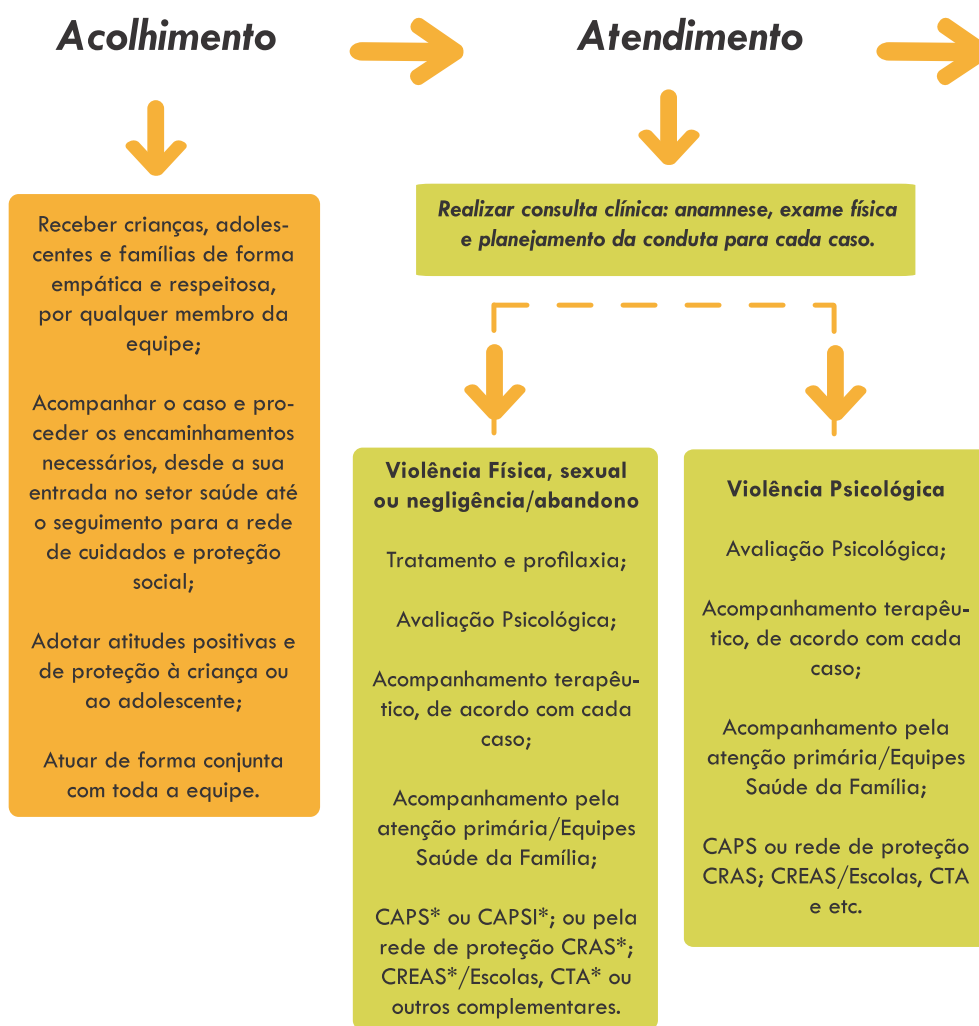 Acolhimento
Receber crianças, adoles-
centes e famílias de forma
empática e respeitosa,
por qualquer membro da
equipe;
Acompanhar o caso e pro-
ceder os encaminhamentos
necessários, desde a sua
entrada no setor saúde até
o seguimento para a rede
de cuidados e proteção
social;
Adotar atitudes positivas e
de proteção à criança ou
ao adolescente;
Atuar de forma conjunta
com toda a equipe.
Atendimento
Realizar consulta clínica: anamnese, exame física
e planejamento da conduta para cada caso.
Violência Física, sexual
ou negligência/abandono
Tratamento e profilaxia;
Avaliação Psicológica;
Acompanhamento terapêu-
tico, de acordo com cada
caso;
Acompanhamento pela
atenção primária/Equipes
Saúde da Família;
CAPS* ou CAPSI*; ou pela
rede de proteção CRAS*;
CREAS*/Escolas, CTA* ou
outros complementares.
Violência Psicológica
Avaliação Psicológica;
Acompanhamento terapêu-
tico, de acordo com cada
caso;
Acompanhamento pela
atenção primária/Equipes
Saúde da Família;
CAPS ou rede de proteção
CRAS; CREAS/Escolas, CTA
e etc.